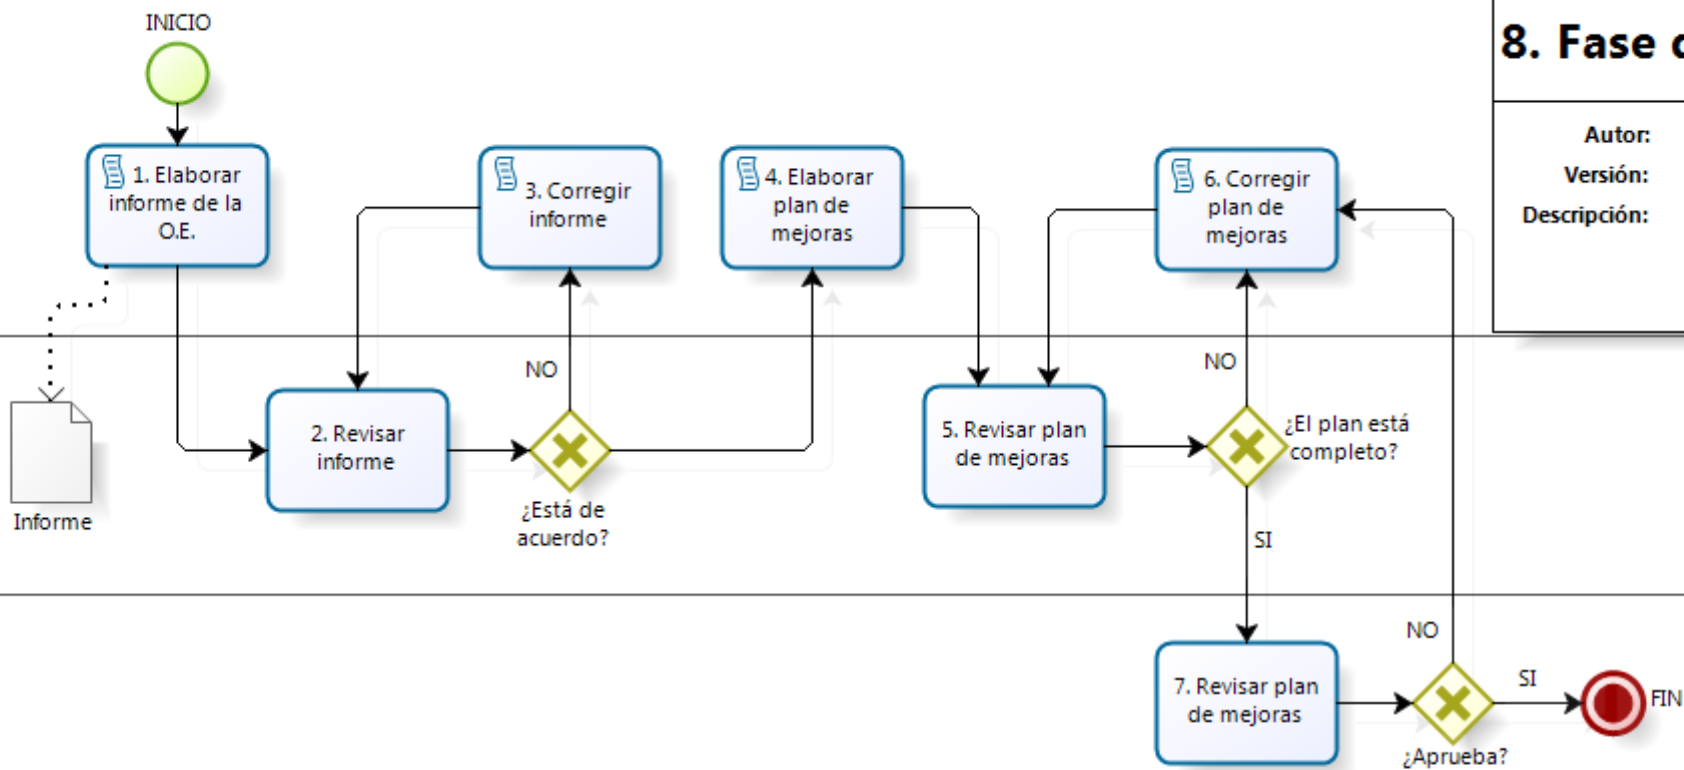 INICIO
8. Fase
Autor:
Versión:
Descripción:
1. Elaborar
informe de la
O.E.
3. Corregir
informe
4. Elaborar
plan de
mejoras
6. Corregir
plan de
mejoras
NO
NO
2. Revisar
informe
5. Revisar plan
de mejoras
¿El plan está
completo?
Informe
¿Está de
acuerdo?
SI
NO
7. Revisar plan
de mejoras
SI
FIN
¿Aprueba?